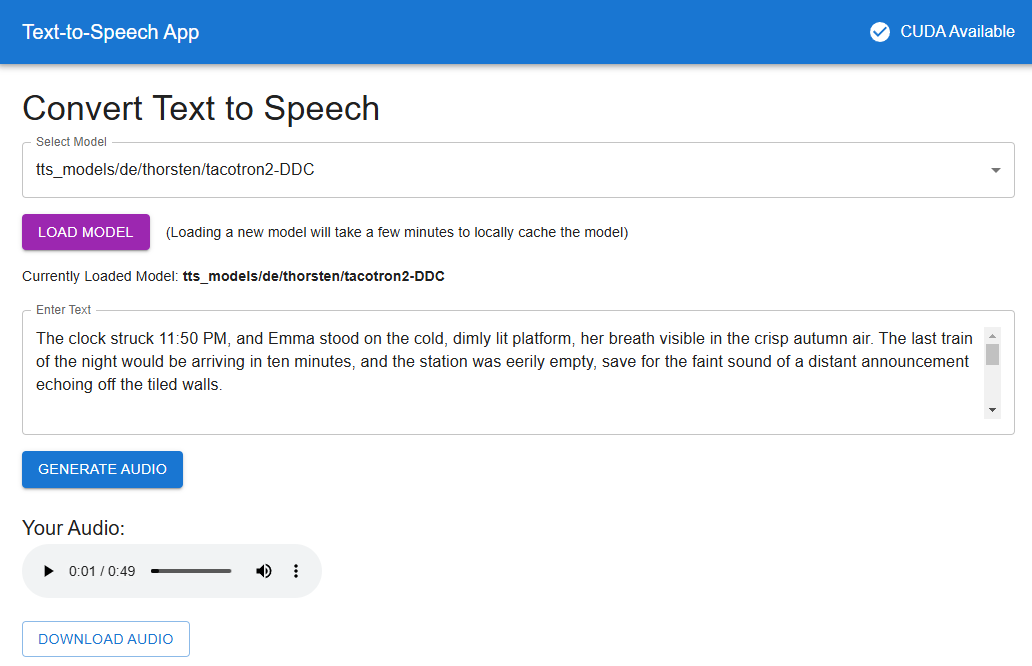 Text-to-Speech App
CUDA Available
Convert Text to Speech
Select Model
tts_models/de/thorsten/tacotron2-DDC
LOAD MODEL
(Loading a new model will take a few minutes to locally cache the model)
Currently Loaded Model: tts_models/de/thorsten/tacotron2-DDC
Enter Text
The clock struck 11:50 PM, and Emma stood on the cold, dimly lit platform, her breath visible in the crisp autumn air. The last train
of the night would be arriving in ten minutes, and the station was eerily empty, save for the faint sound of a distant announcement
echoing off the tiled walls.
GENERATE AUDIO
Your Audio:
0:01 / 0:49
DOWNLOAD AUDIO